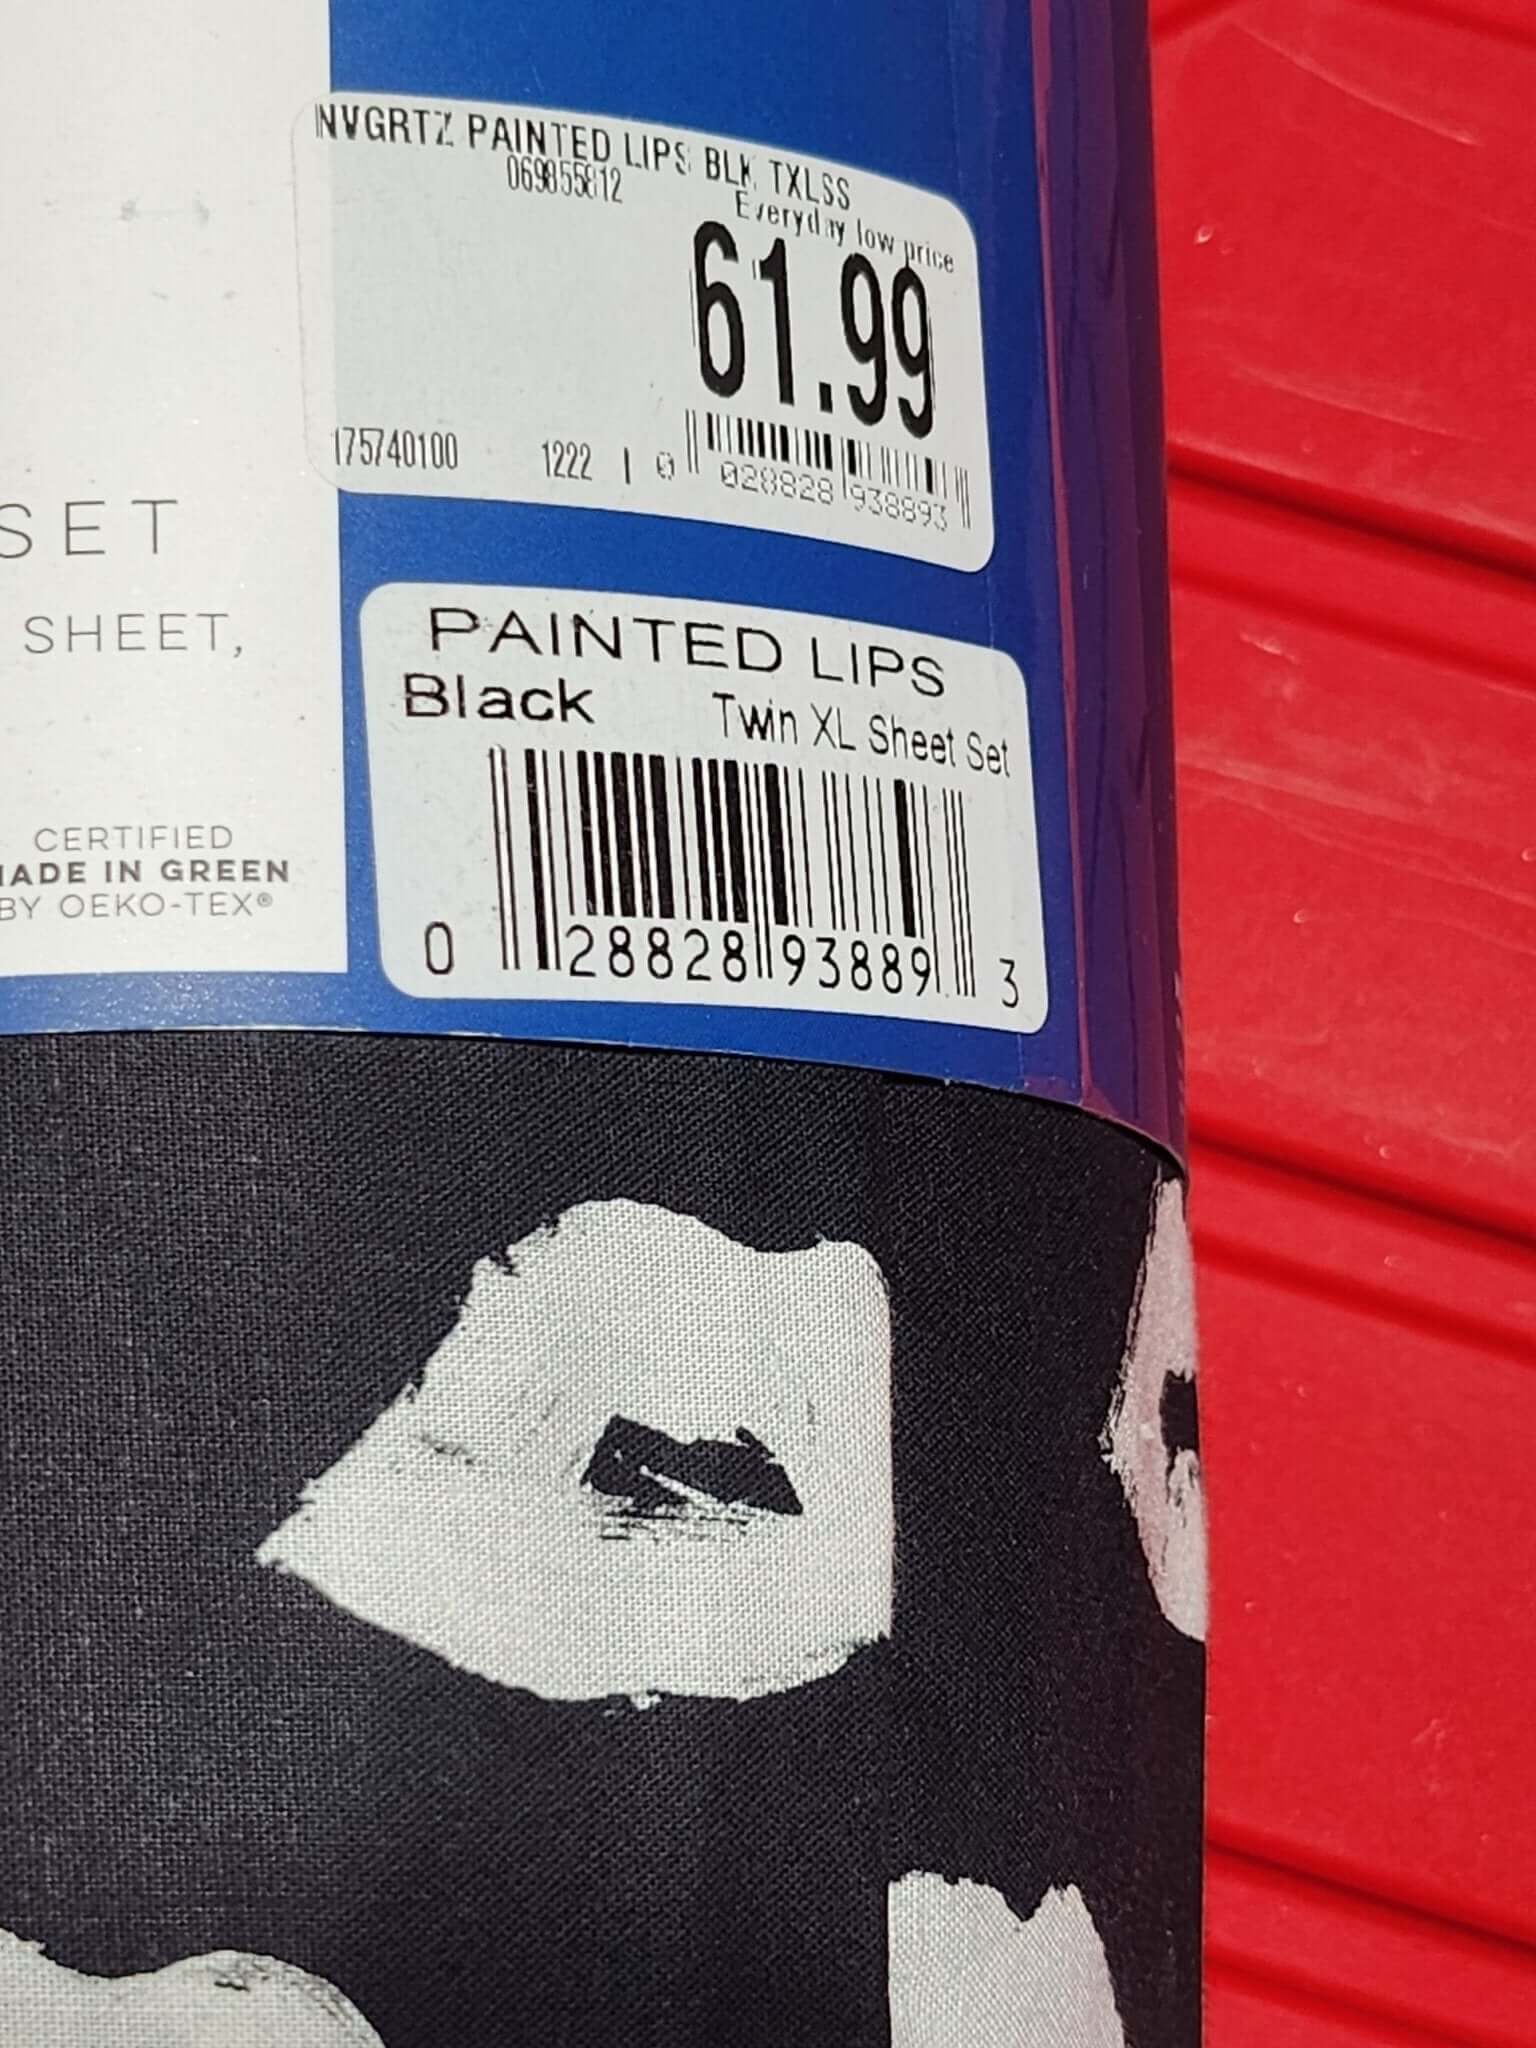 NVGRTZ PAINTED LIPS BLK TXLSS
069855812
Everyday low price
61.99
175740100 1222 0 028828 938893
SET
SHEET,
CERTIFIED
MADE IN GREEN
BY OEKO-TEX®
PAINTED LIPS
Black Twin XL Sheet Set
0 28828 93889 3